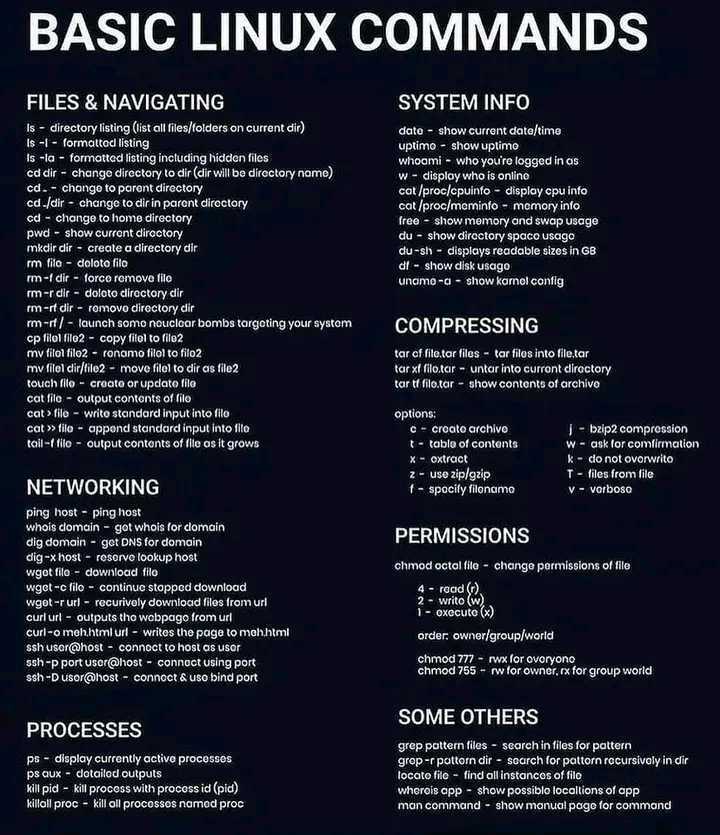 BASIC LINUX COMMANDS
FILES & NAVIGATING
ls - directory listing (list all files/folders on current dir)
ls -l - formatted listing
ls -la - formatted listing including hidden files
cd dir - change directory to dir (dir will be directory name)
cd .. - change to parent directory
cd ../dir - change to dir in parent directory
cd - change to home directory
pwd - show current directory
mkdir dir - create a directory dir
rm file - delete file
rm -f dir - force remove file
rm -r dir - delete directory dir
rm -rf dir - remove directory dir
rm -rf / - launch some neuclear bombs targeting your system
cp file1 file2 - copy file1 to file2
mv file1 file2 - rename file1 to file2
mv file1 dir/file2 - move file1 to dir as file2
touch file - create or update file
cat file - output contents of file
cat > file - write standard input into file
cat >> file - append standard input into file
tail -f file - output contents of file as it grows
NETWORKING
ping host - ping host
whois domain - get whois for domain
dig domain - get DNS for domain
dig -x host - reserve lookup host
wget file - download file
wget -c file - continue stopped download
wget -r url - recurively download files from url
curl url - outputs the webpage from url
curl -o meh.html url - writes the page to meh.html
ssh user@host - connect to host as user
ssh -p port user@host - connect using port
ssh -D user@host - connect & use bind port
PROCESSES
ps - display currently active processes
ps aux - detailed outputs
kill pid - kill process with process id (pid)
killall proc - kill all processes named proc
SYSTEM INFO
date - show current date/time
uptime - show uptime
whoami - who you're logged in as
w - display who is online
cat /proc/cpuinfo - display cpu info
cat /proc/meminfo - memory info
free - show memory and swap usage
du - show directory space usage
du -sh - displays readable sizes in GB
df - show disk usage
uname -a - show kernel config
COMPRESSING
tar cf file.tar files - tar files into file.tar
tar xf file.tar - untar into current directory
tar tf file.tar - show contents of archive
options:
c - create archive
t - table of contents
x - extract
z - use zip/gzip
f - specify filename
j - bzip2 compression
w - ask for comfirmation
k - do not overwrite
T - files from file
v - verbose
PERMISSIONS
chmod octal file - change permissions of file
4 - read (r)
2 - write (w)
1 - execute (x)
order: owner/group/world
chmod 777 - rwx for everyone
chmod 755 - rw for owner, rx for group world
SOME OTHERS
grep pattern files - search in files for pattern
grep -r pattern dir - search for pattern recursively in dir
locate file - find all instances of file
whereis app - show possible localtions of app
man command - show manual page for command